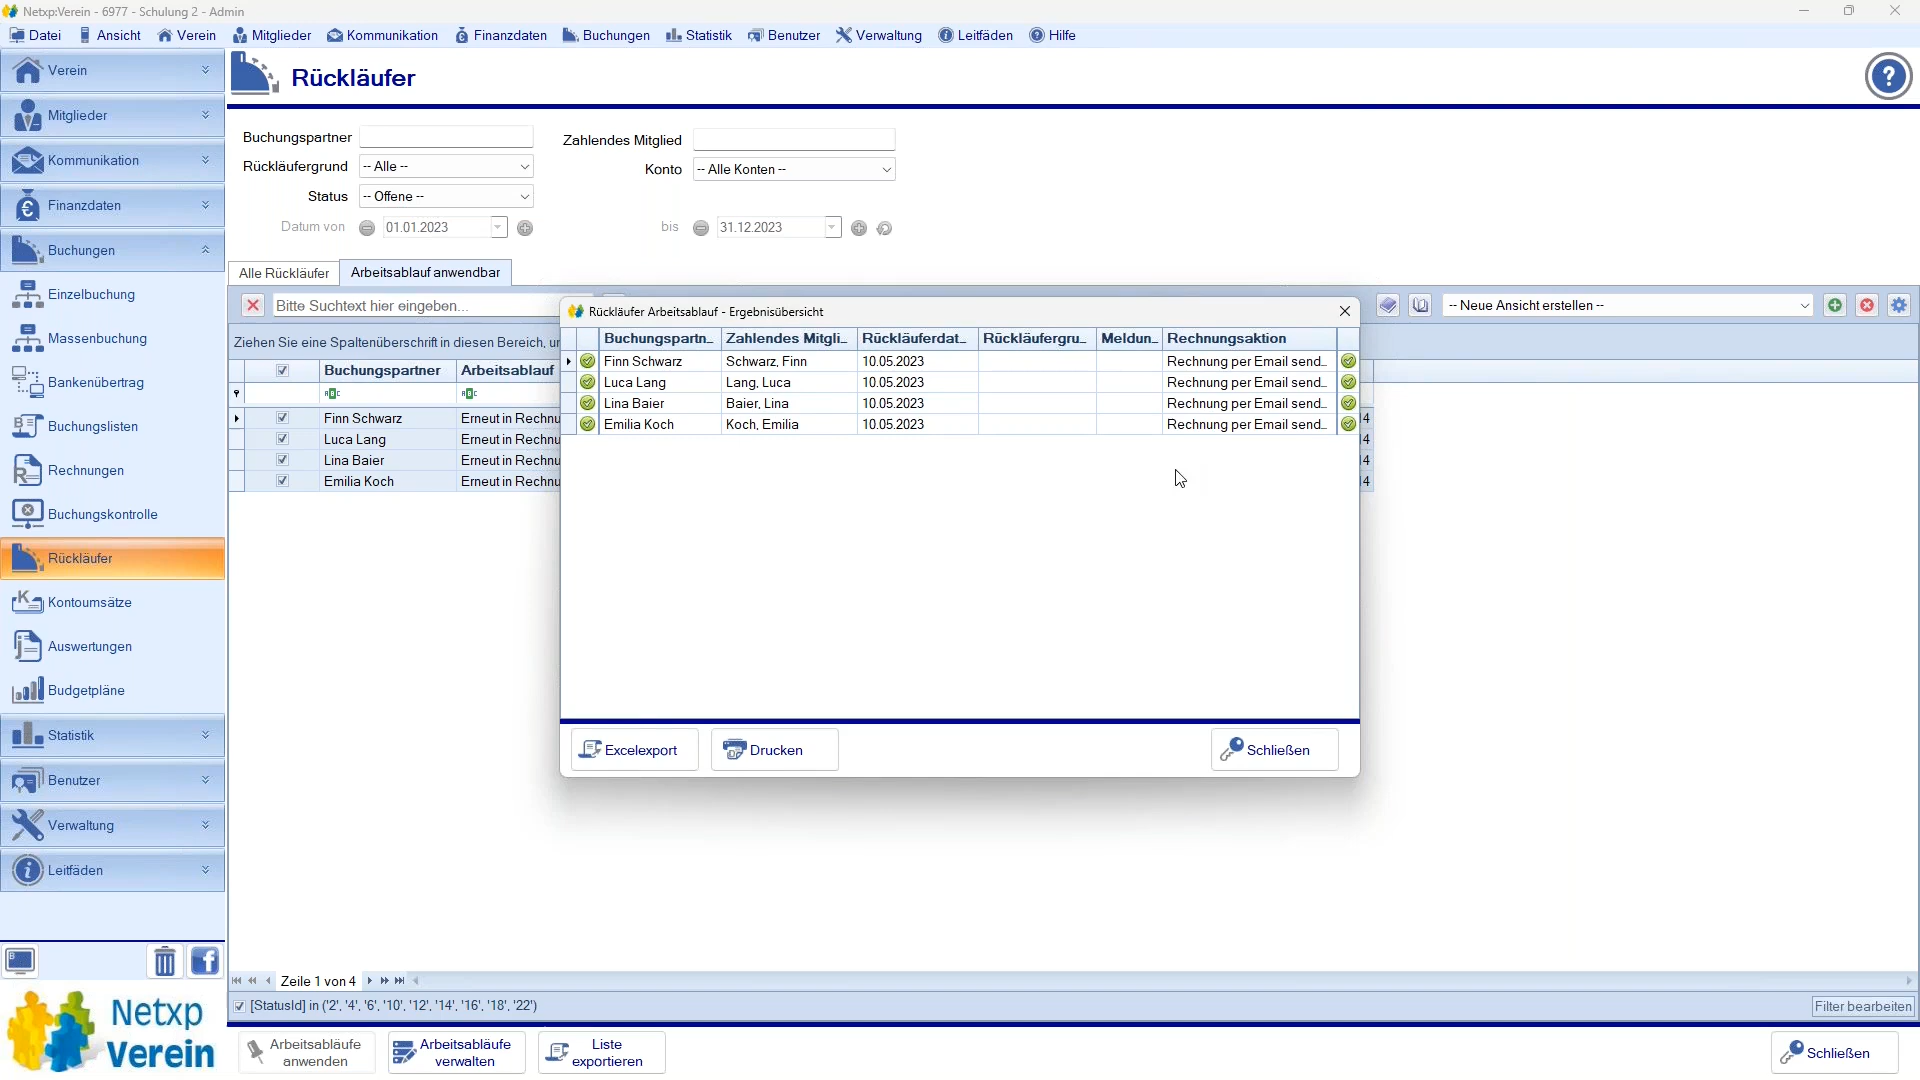 Netxp:Verein - 6977 - Schulung 2 - Admin
Datei Ansicht Verein Mitglieder Kommunikation Finanzdaten Buchungen Statistik Benutzer Verwaltung Leitfäden Hilfe
Verein
Mitglieder
Kommunikation
Finanzdaten
Buchungen
Einzelbuchung
Massenbuchung
Bankenübertrag
Buchungslisten
Rechnungen
Buchungskontrolle
Rückläufer
Kontoumsätze
Auswertungen
Budgetpläne
Statistik
Benutzer
Verwaltung
Leitfäden
Netxp
Verein
Rückläufer
Buchungspartner
Zahlendes Mitglied
Rückläufergrund -- Alle --
Konto -- Alle Konten --
Status -- Offene --
Datum von 01.01.2023 bis 31.12.2023
Alle Rückläufer Arbeitsablauf anwendbar
Bitte Suchtext hier eingeben...
-- Neue Ansicht erstellen --
Ziehen Sie eine Spaltenüberschrift in diesen Bereich, u
Buchungspartner Arbeitsablauf
Finn Schwarz Erneut in Rechnu 14
Luca Lang Erneut in Rechnu 14
Lina Baier Erneut in Rechnu 14
Emilia Koch Erneut in Rechnu 14
Rückläufer Arbeitsablauf - Ergebnisübersicht
Buchungspartn... Zahlendes Mitgli... Rückläuferdat... Rückläufergru... Meldun... Rechnungsaktion
Finn Schwarz Schwarz, Finn 10.05.2023 Rechnung per Email send...
Luca Lang Lang, Luca 10.05.2023 Rechnung per Email send...
Lina Baier Baier, Lina 10.05.2023 Rechnung per Email send...
Emilia Koch Koch, Emilia 10.05.2023 Rechnung per Email send...
Excelexport Drucken Schließen
Zeile 1 von 4
[StatusId] in ('2', '4', '6', '10', '12', '14', '16', '18', '22')
Filter bearbeiten
Arbeitsabläufe anwenden
Arbeitsabläufe verwalten
Liste exportieren
Schließen